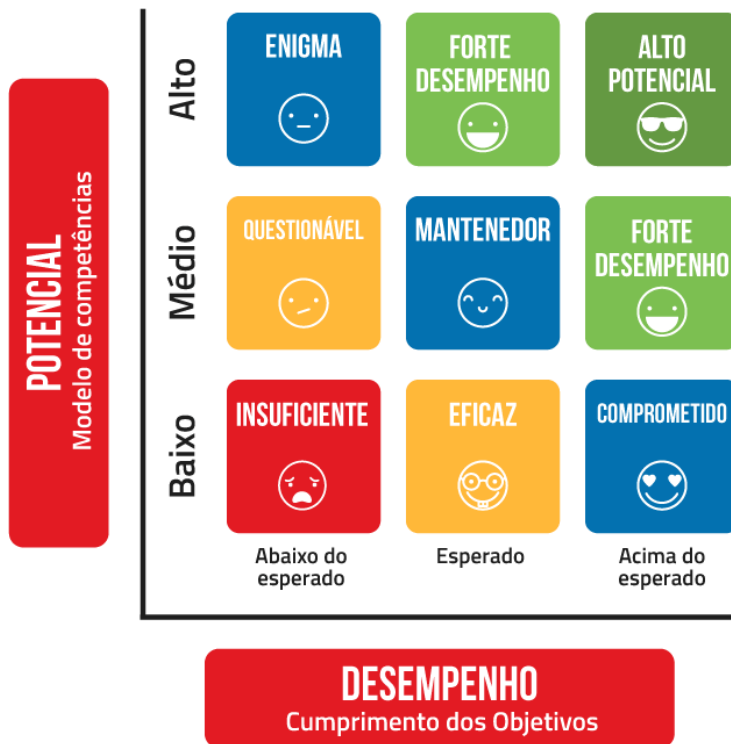 POTENCIAL
Modelo de competências
Alto
ENIGMA
FORTE
DESEMPENHO
ALTO
POTENCIAL
Médio
QUESTIONÁVEL
MANTENEDOR
FORTE
DESEMPENHO
Baixo
INSUFICIENTE
EFICAZ
COMPROMETIDO
Abaixo do
esperado
Esperado
Acima do
esperado
DESEMPENHO
Cumprimento dos Objetivos